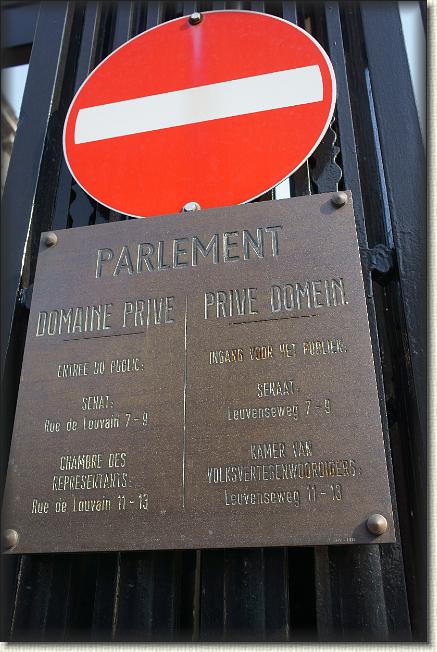 PARLEMENT
DOMAINE PRIVE
ENTREE DU PUBLIC:
SENAT:
Rue de Louvain 7-9
CHAMBRE DES
REPRESENTANTS:
Rue de Louvain 11-13
PRIVE DOMEIN
INGANG VOOR HET PUBLIEK:
SENAAT:
Leuvenseweg 7-9
KAMER VAN
VOLKSVERTEGENWOORDIGERS:
Leuvenseweg 11-13